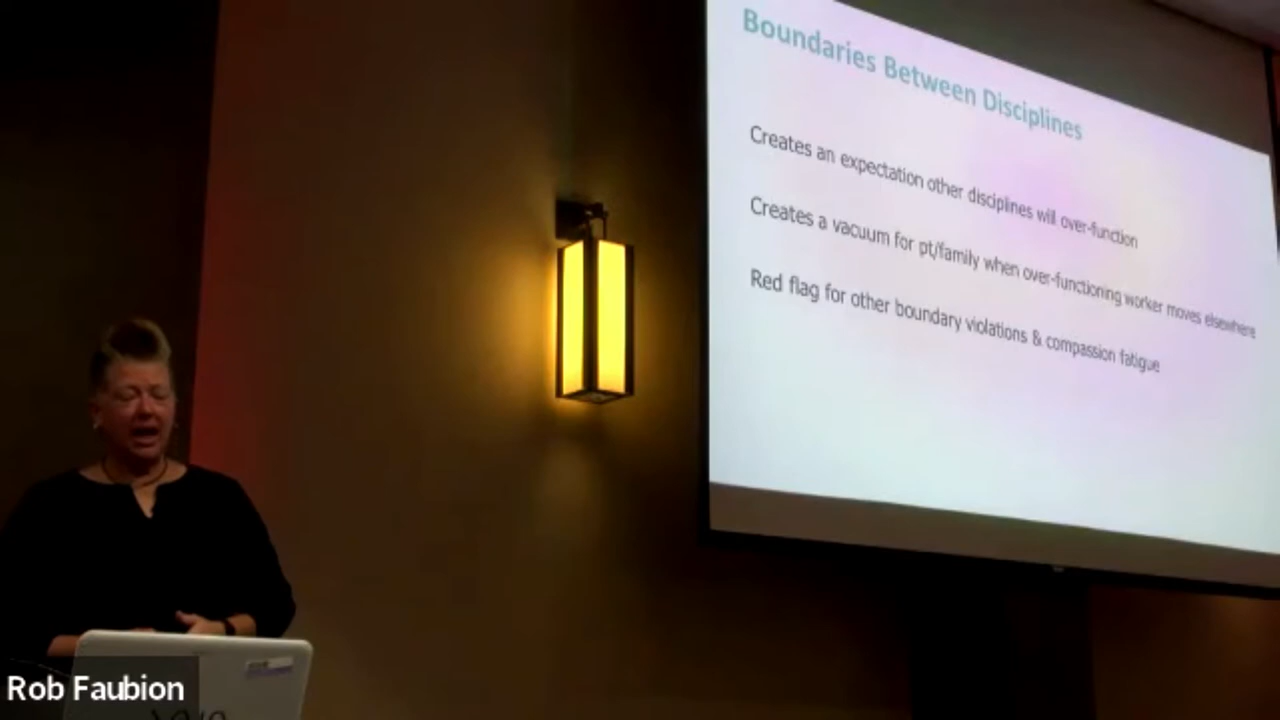 Boundaries Between Disciplines
Creates an expectation other disciplines will over-function
Creates a vacuum for pt/family when over-functioning worker moves elsewhere
Red flag for other boundary violations & compassion fatigue
Rob Faubion